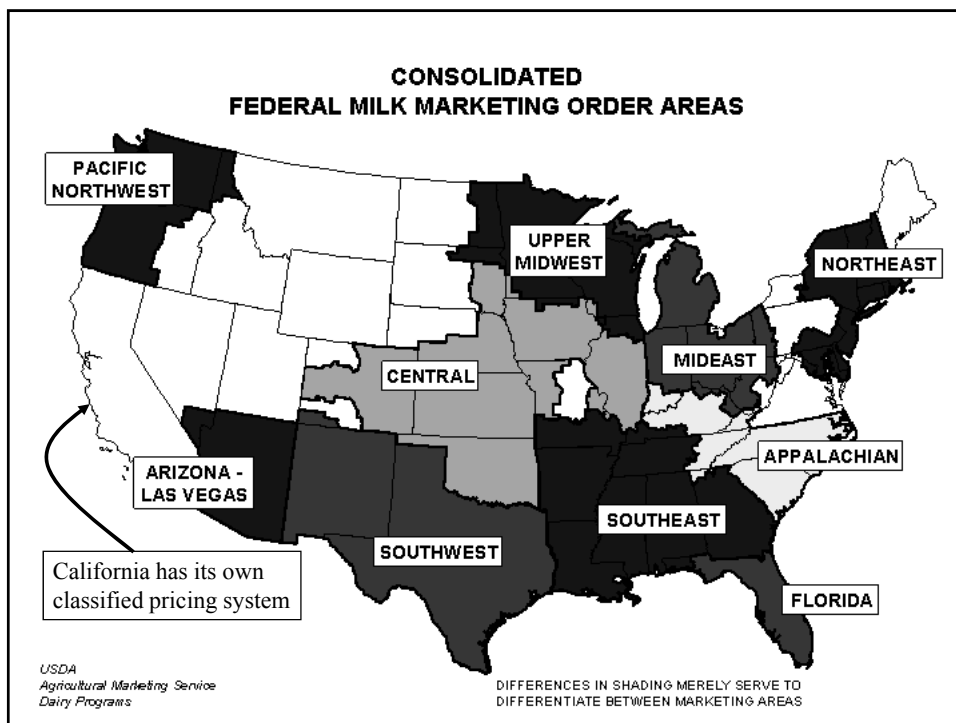 CONSOLIDATED
FEDERAL MILK MARKETING ORDER AREAS
PACIFIC
NORTHWEST
UPPER
MIDWEST
NORTHEAST
MIDEAST
CENTRAL
APPALACHIAN
ARIZONA -
LAS VEGAS
SOUTHEAST
SOUTHWEST
California has its own
classified pricing system
FLORIDA
USDA
Agricultural Marketing Service
Dairy Programs
DIFFERENCES IN SHADING MERELY SERVE TO
DIFFERENTIATE BETWEEN MARKETING AREAS